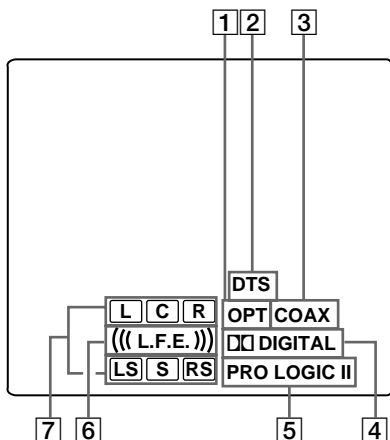 1 2 3
DTS
L C R OPT COAX
((( L.F.E. ))) DIGITAL
LS S RS PRO LOGIC II
7 6 5 4